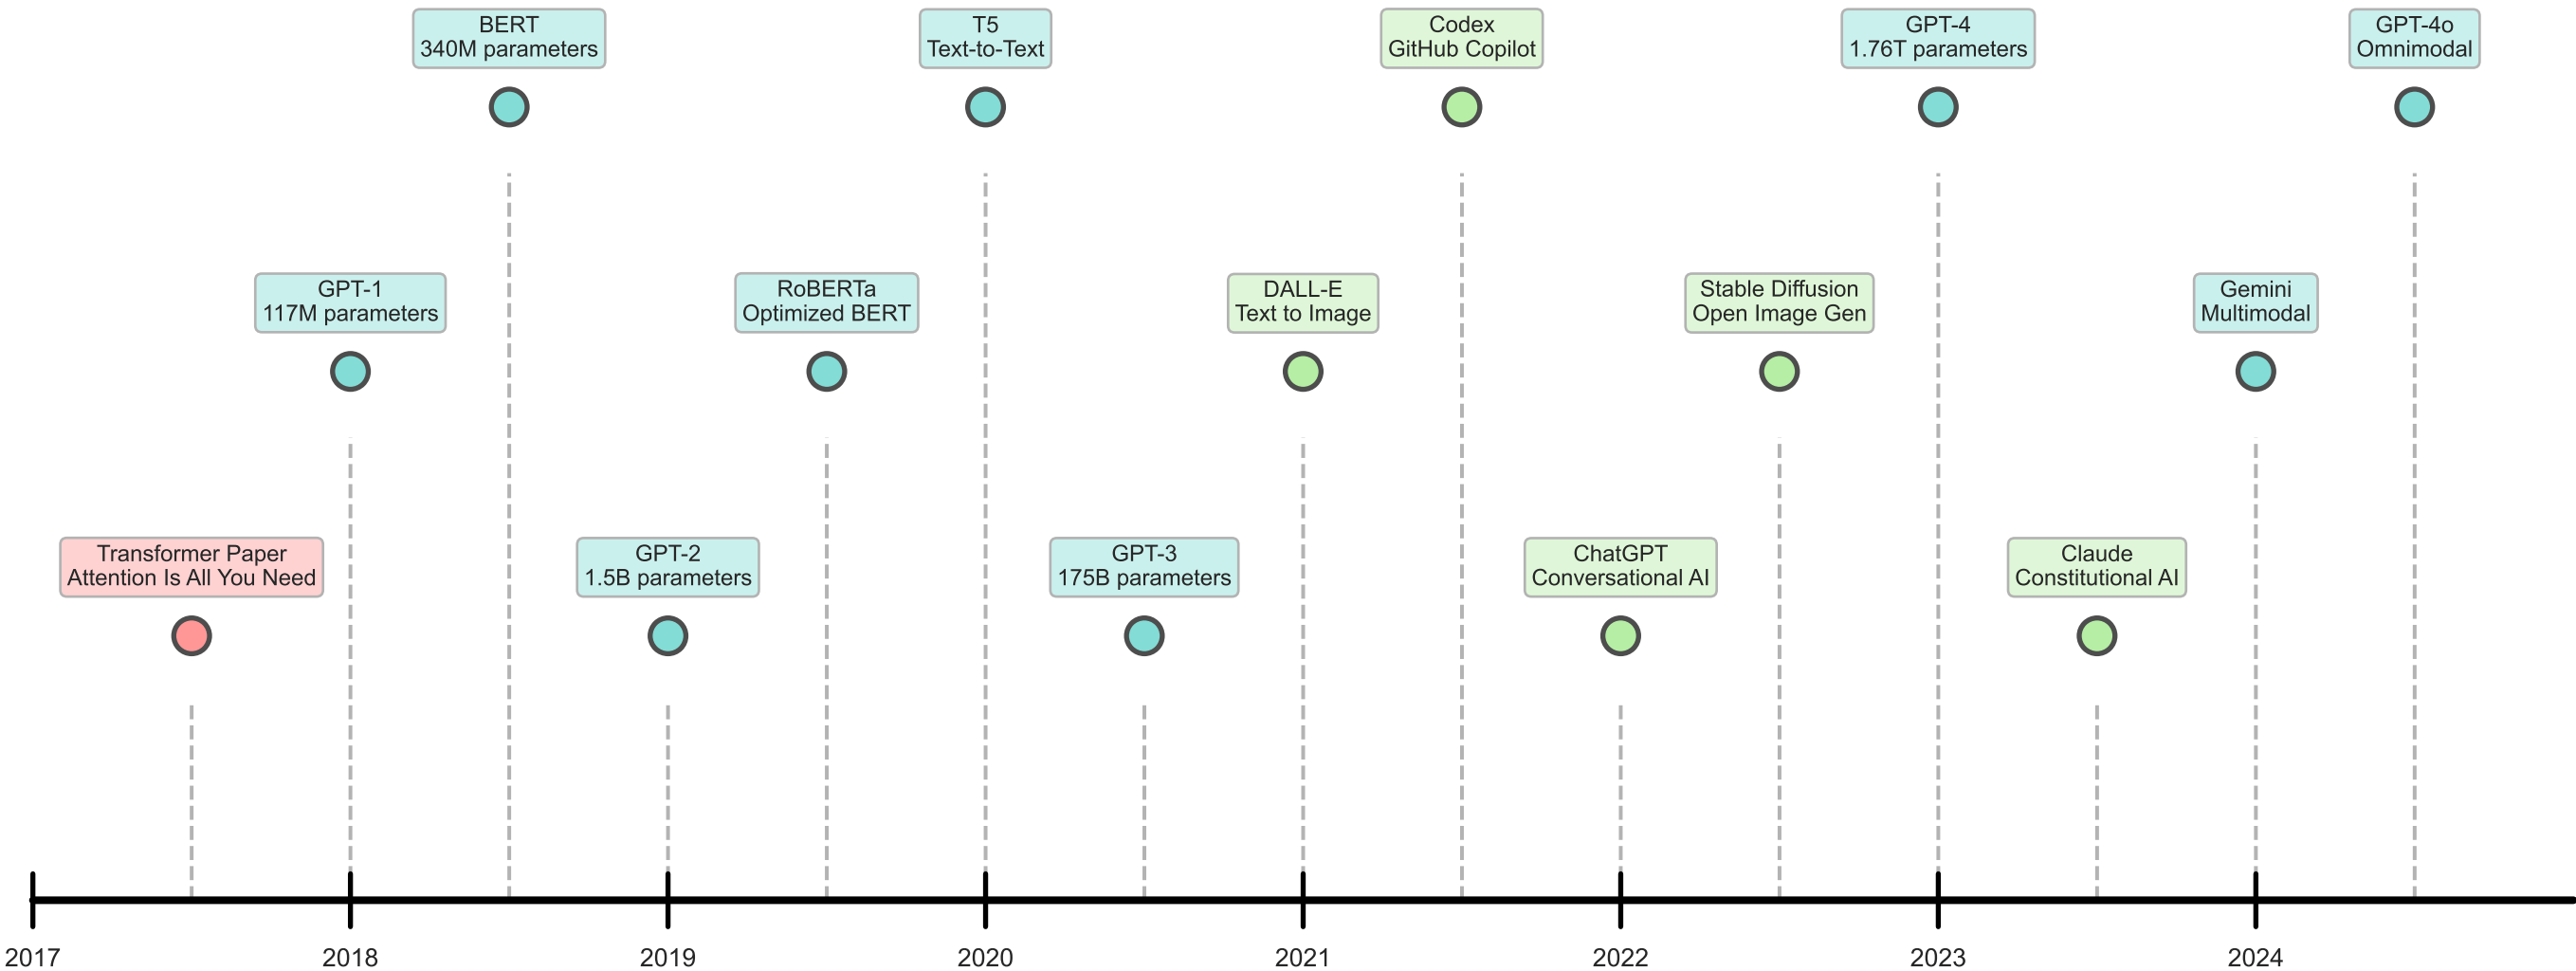 BERT
340M parameters
T5
Text-to-Text
Codex
GitHub Copilot
GPT-4
1.76T parameters
GPT-4o
Omnimodal
GPT-1
117M parameters
RoBERTa
Optimized BERT
DALL-E
Text to Image
Stable Diffusion
Open Image Gen
Gemini
Multimodal
Transformer Paper
Attention Is All You Need
GPT-2
1.5B parameters
GPT-3
175B parameters
ChatGPT
Conversational AI
Claude
Constitutional AI
2017
2018
2019
2020
2021
2022
2023
2024